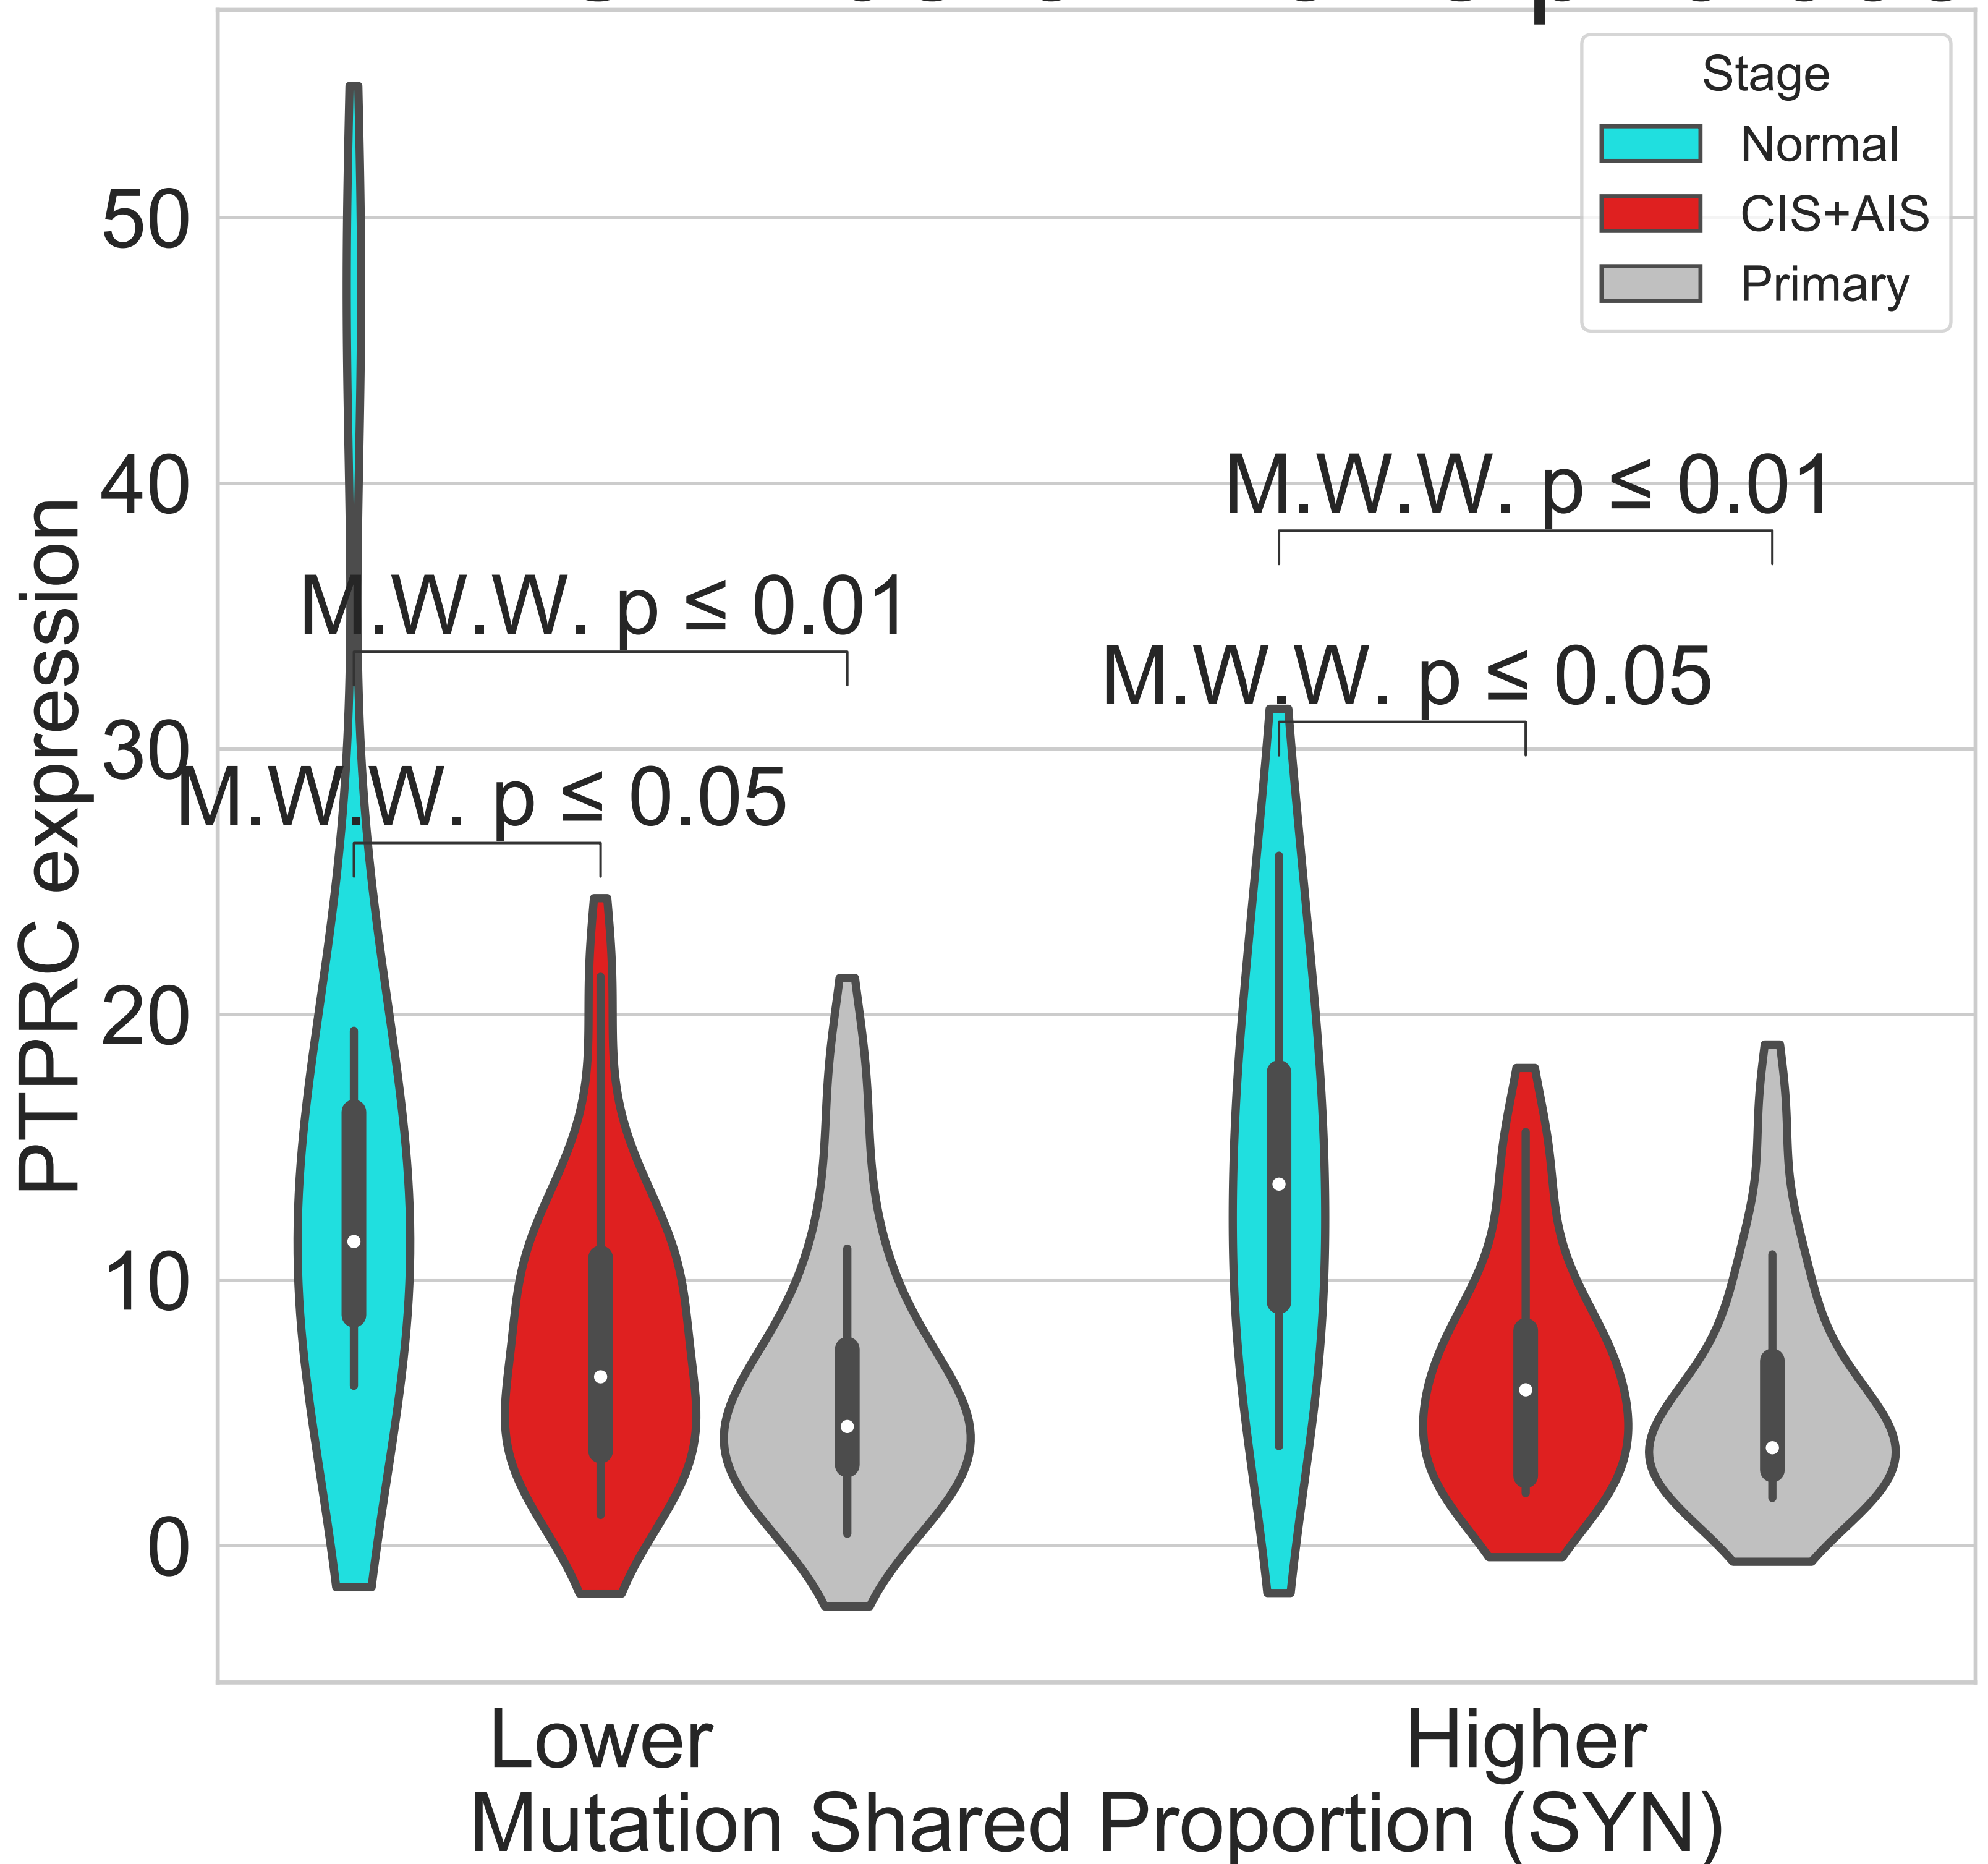 Stage
Normal
CIS+AIS
Primary
50
40
30
20
10
0
PTPRC expression
M.W.W. p ≤ 0.01
M.W.W. p ≤ 0.05
M.W.W. p ≤ 0.01
M.W.W. p ≤ 0.05
Lower
Higher
Mutation Shared Proportion (SYN)